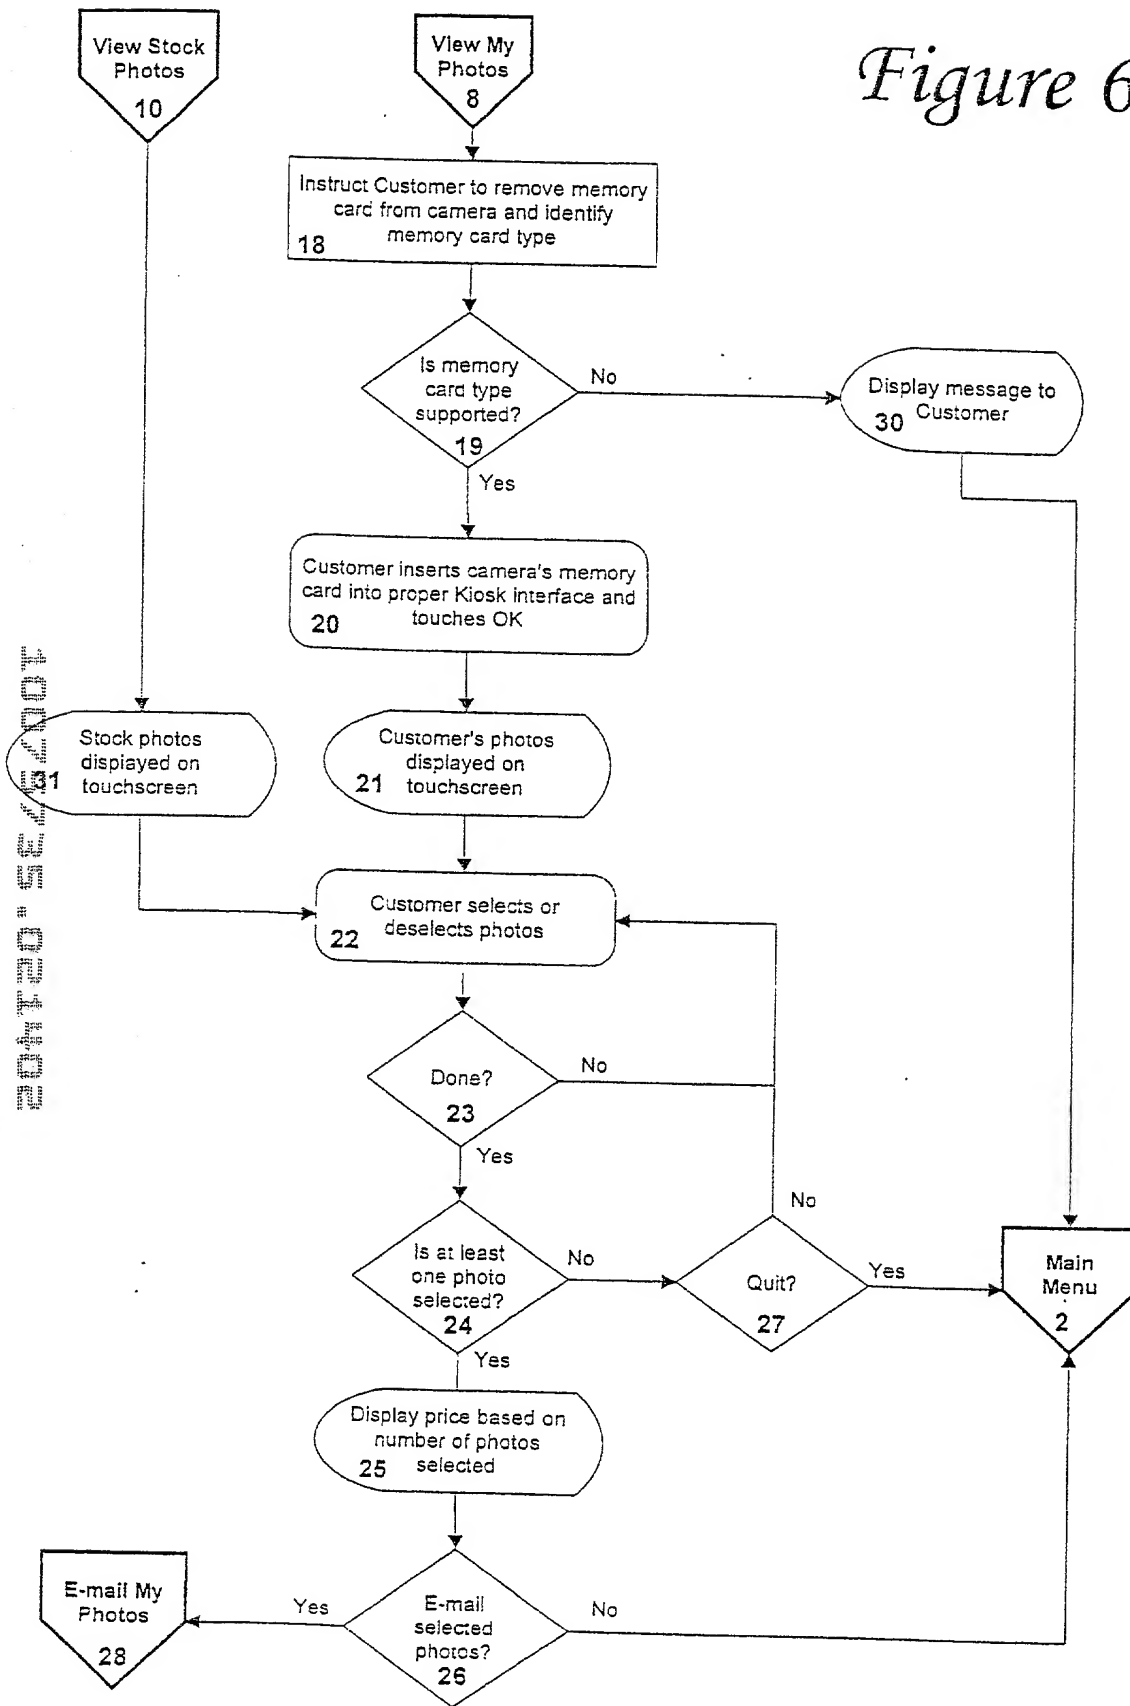 View Stock
Photos
10
View My
Photos
8
Figure 6
Instruct Customer to remove memory
card from camera and identify
memory card type
18
Is memory
card type
supported?
19
No
Yes
Display message to
Customer
30
Customer inserts camera's memory
card into proper Kiosk interface and
touches OK
20
Stock photos
displayed on
touchscreen
31
Customer's photos
displayed on
touchscreen
21
Customer selects or
deselects photos
22
Done?
23
No
Yes
Is at least
one photo
selected?
24
No
Yes
Quit?
27
No
Yes
Main
Menu
2
Display price based on
number of photos
selected
25
E-mail
selected
photos?
26
Yes
No
E-mail My
Photos
28